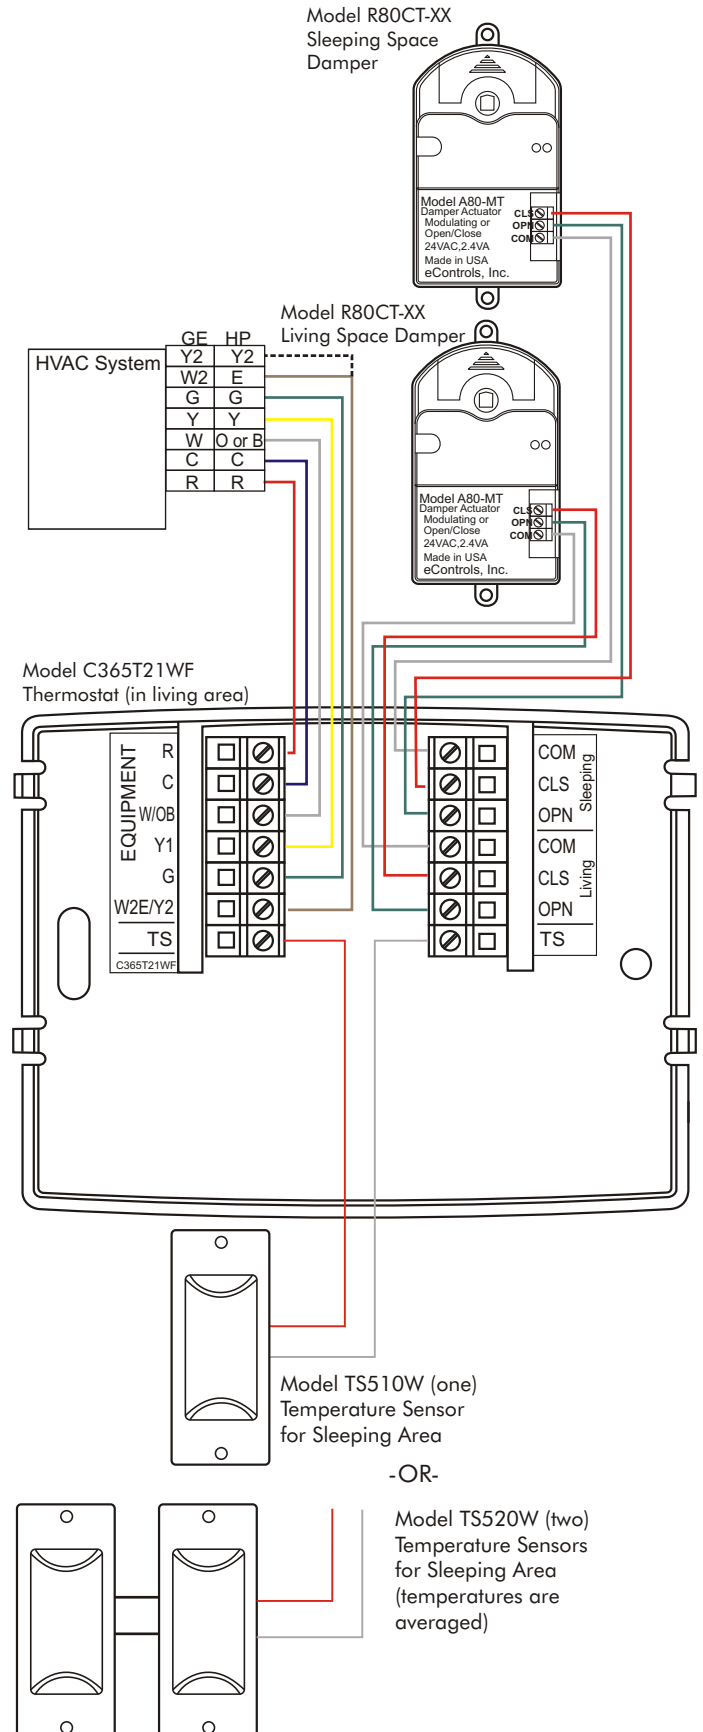 Model R80CT-XX
Sleeping Space
Damper
Model A80-MT
Damper Actuator
Modulating or
Open/Close
24VAC,2.4VA
Made in USA
eControls, Inc.
CLS
OPN
COM
Model R80CT-XX
Living Space Damper
Model A80-MT
Damper Actuator
Modulating or
Open/Close
24VAC,2.4VA
Made in USA
eControls, Inc.
CLS
OPN
COM
HVAC System
GE HP
Y2 Y2
W2 E
G G
Y Y
W O or B
C C
R R
Model C365T21WF
Thermostat (in living area)
EQUIPMENT
R
C
W/OB
Y1
G
W2E/Y2
TS
C365T21WF
COM
CLS
OPN
Sleeping
COM
CLS
OPN
Living
TS
Model TS510W (one)
Temperature Sensor
for Sleeping Area
-OR-
Model TS520W (two)
Temperature Sensors
for Sleeping Area
(temperatures are
averaged)